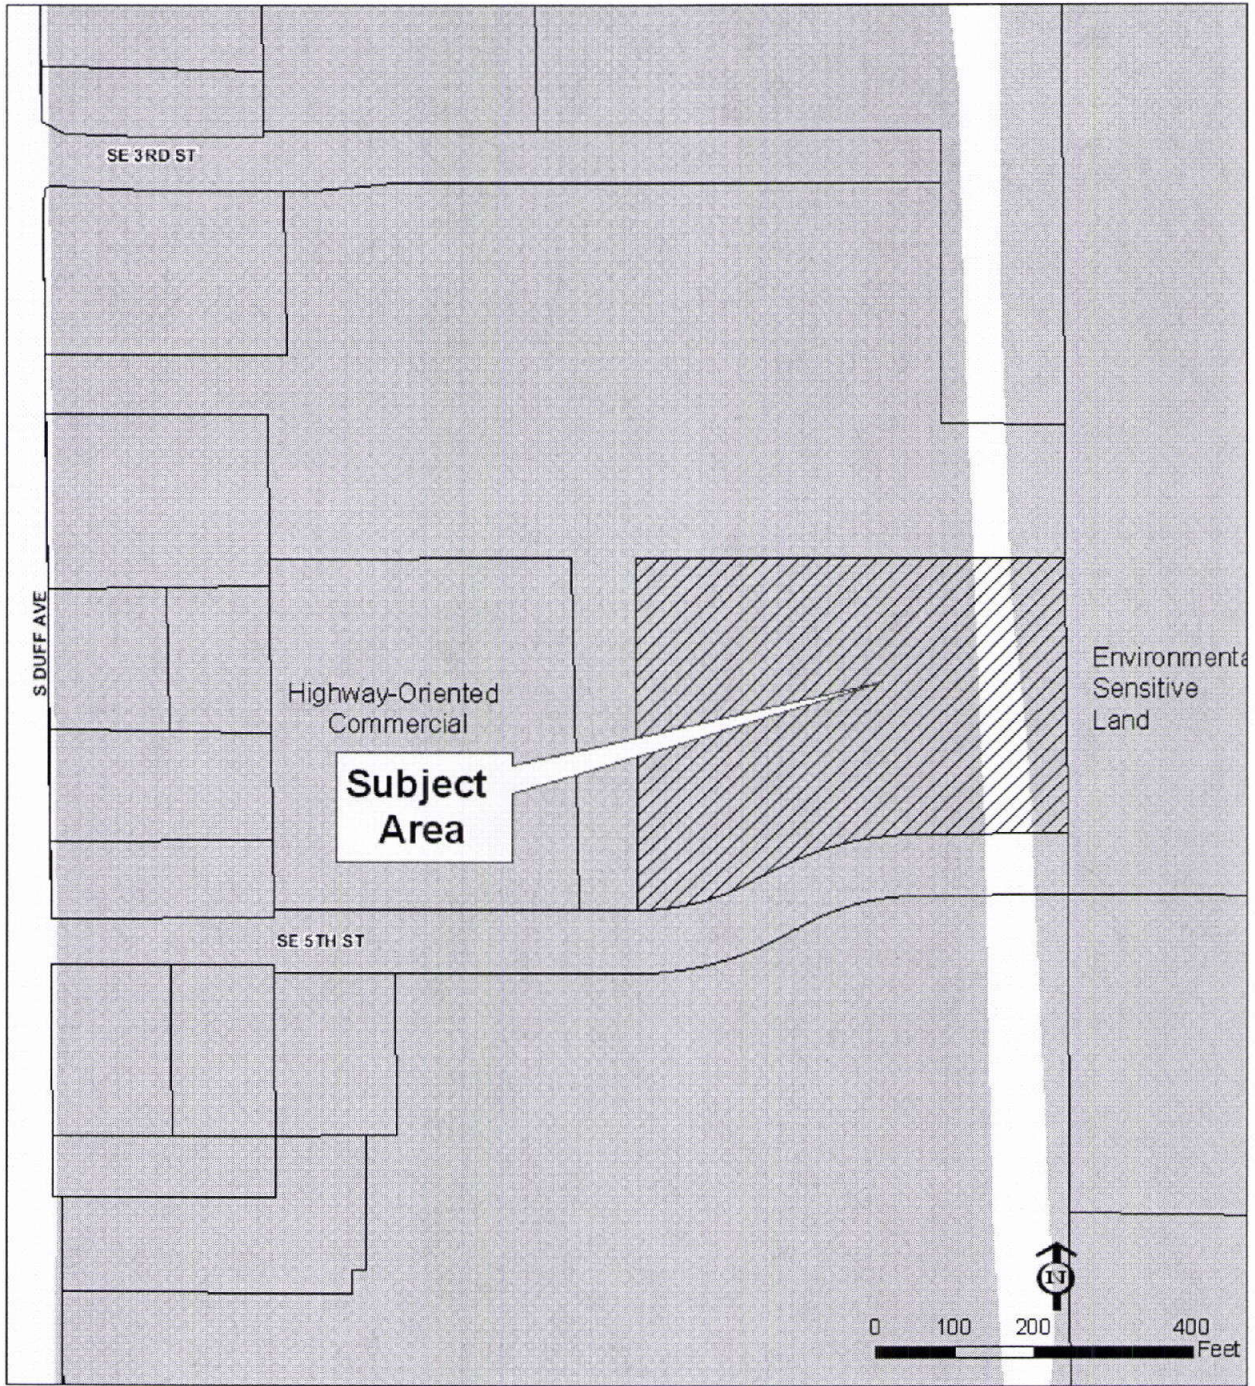 SE 3RD ST
S DUFF AVE
Highway-Oriented
Commercial
Environmenta
Sensitive
Land
Subject
Area
SE 5TH ST
N
0 100 200 400
Feet